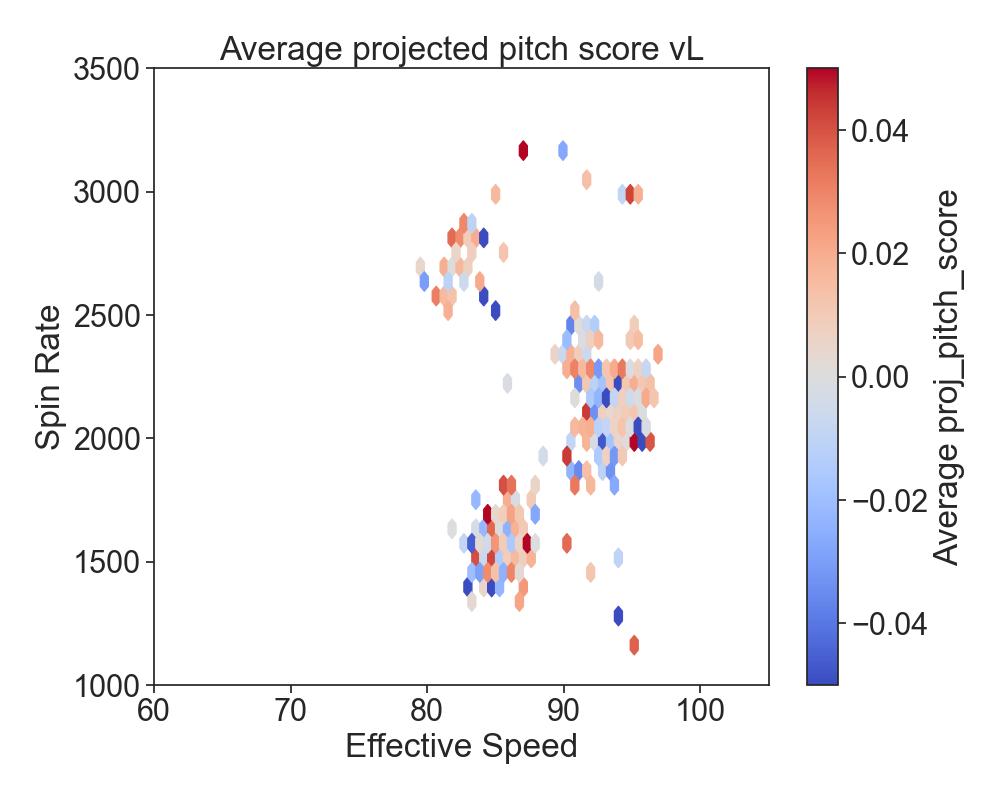 Average projected pitch score vL
3500
3000
2500
2000
1500
1000
Spin Rate
60 70 80 90 100
Effective Speed
0.04
0.02
0.00
−0.02
−0.04
Average proj_pitch_score